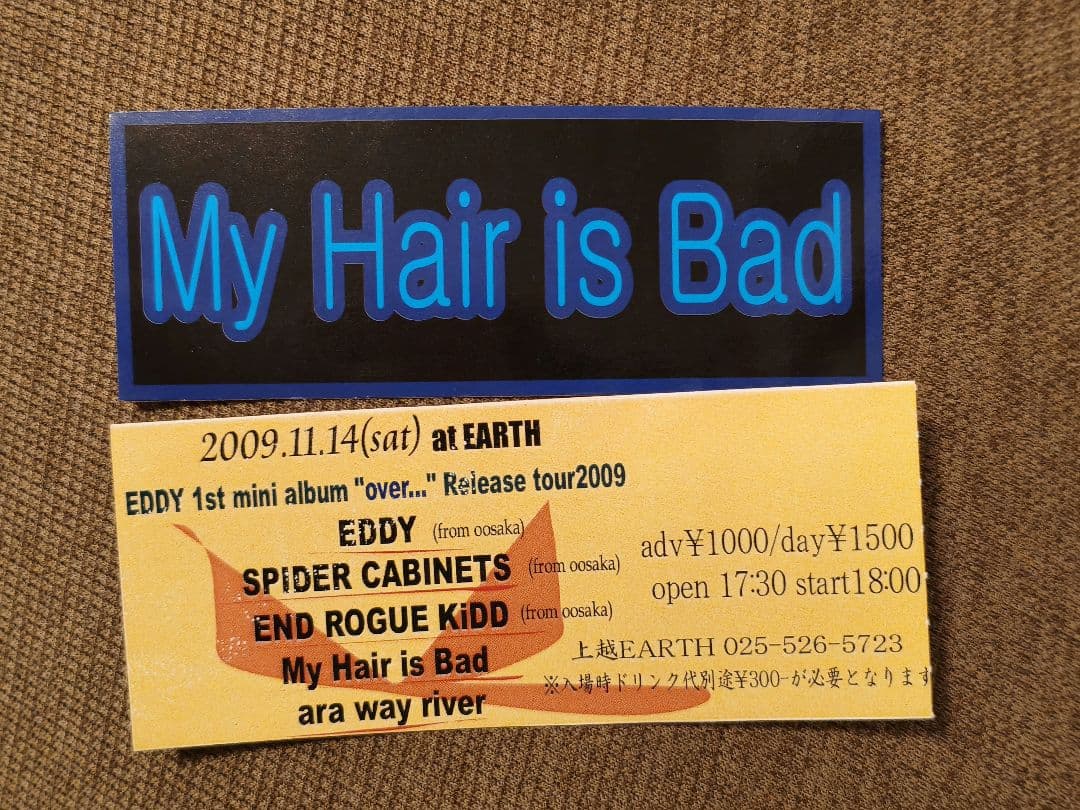 My Hair is Bad
2009.11.14(sat) at EARTH
EDDY 1st mini album "over..." Release tour2009
EDDY (from oosaka)
SPIDER CABINETS (from oosaka)
END ROGUE KiDD (from oosaka)
My Hair is Bad
ara way river
adv¥1000/day¥1500
open 17:30 start18:00
上越EARTH 025-526-5723
※入場時ドリンク代別途¥300-が必要となります